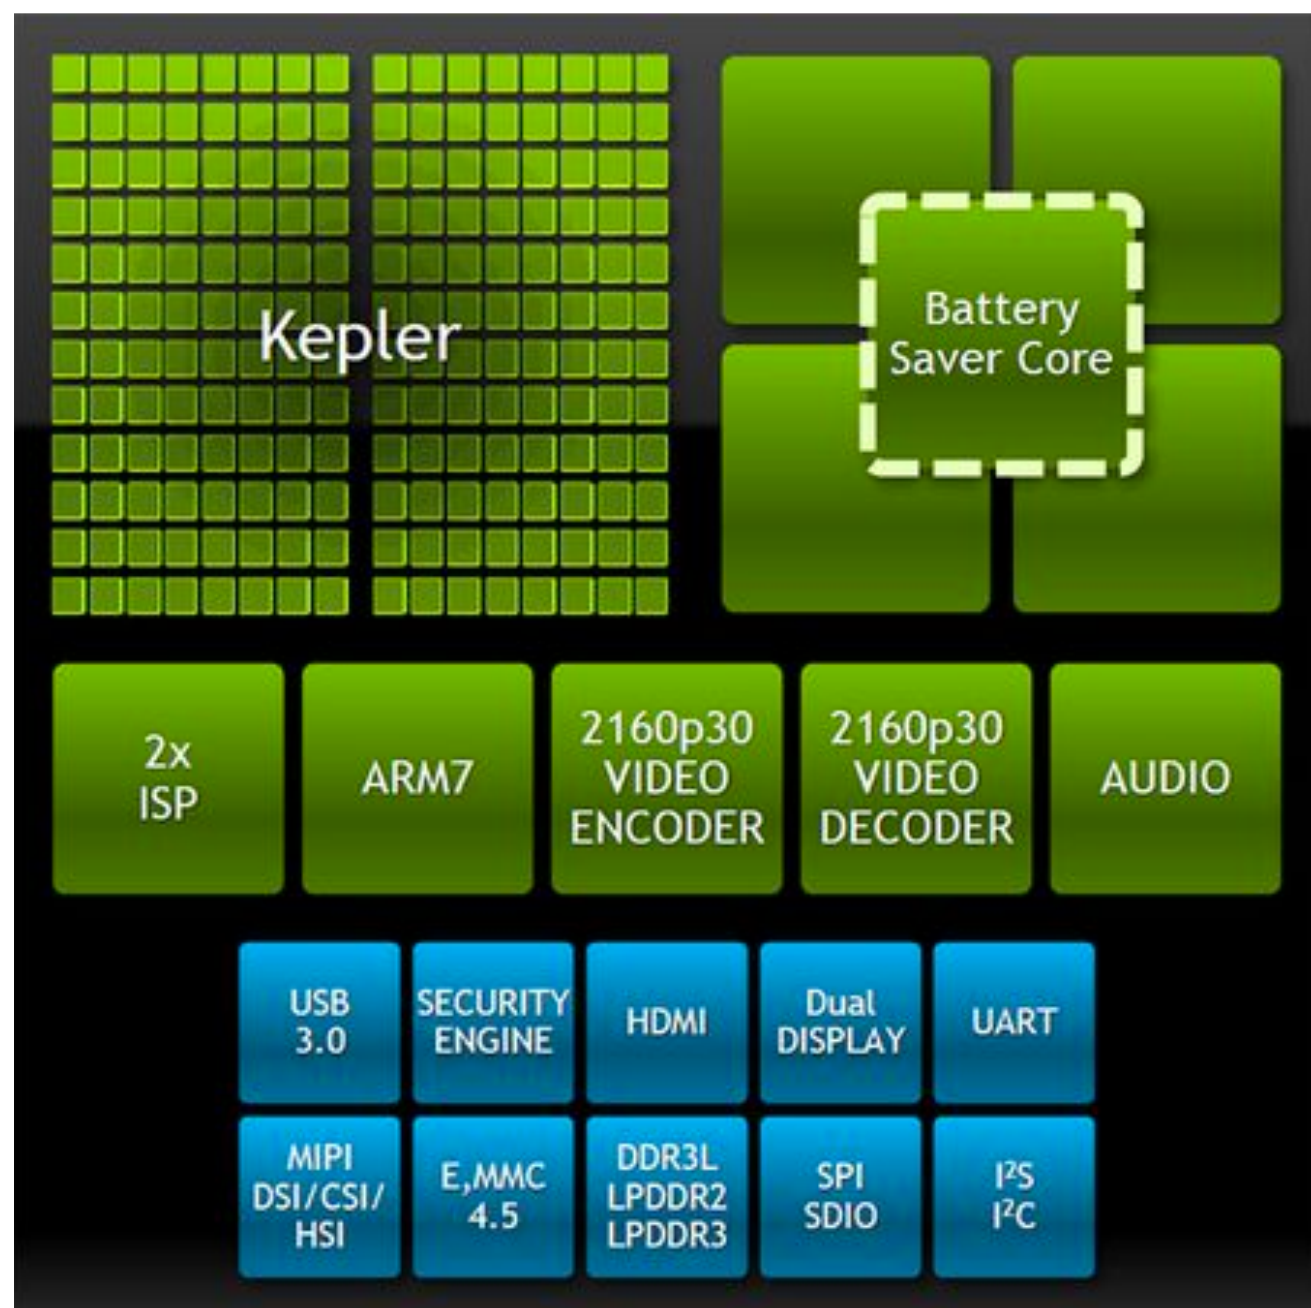 Kepler
Battery
Saver Core
2x
ISP
ARM7
2160p30
VIDEO
ENCODER
2160p30
VIDEO
DECODER
AUDIO
USB
3.0
SECURITY
ENGINE
HDMI
Dual
DISPLAY
UART
MIPI
DSI/CSI/
HSI
E,MMC
4.5
DDR3L
LPDDR2
LPDDR3
SPI
SDIO
I²S
I²C